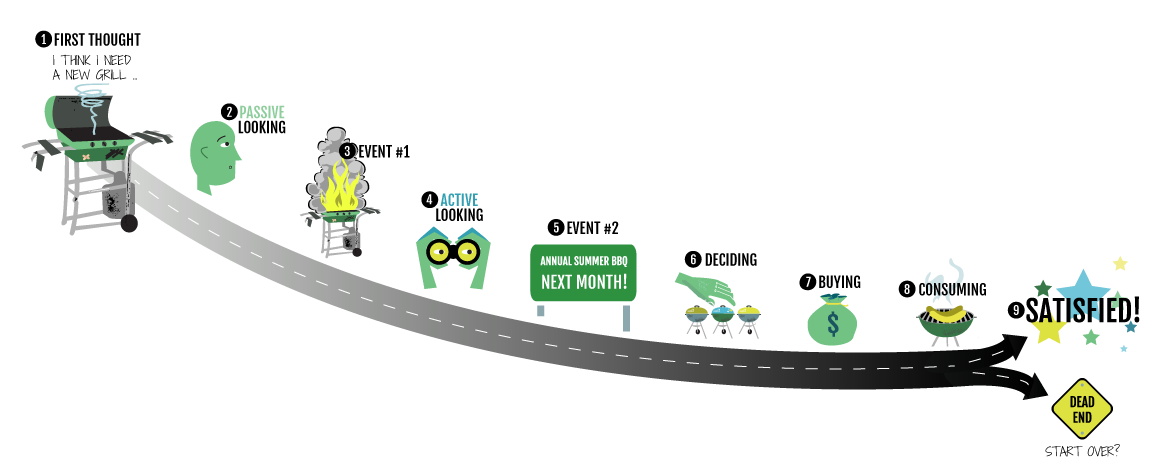 1 FIRST THOUGHT
I THINK I NEED
A NEW GRILL ..
2 PASSIVE
LOOKING
3 EVENT #1
4 ACTIVE
LOOKING
5 EVENT #2
ANNUAL SUMMER BBQ
NEXT MONTH!
6 DECIDING
7 BUYING
$
8 CONSUMING
9 SATISFIED!
DEAD
END
START OVER?